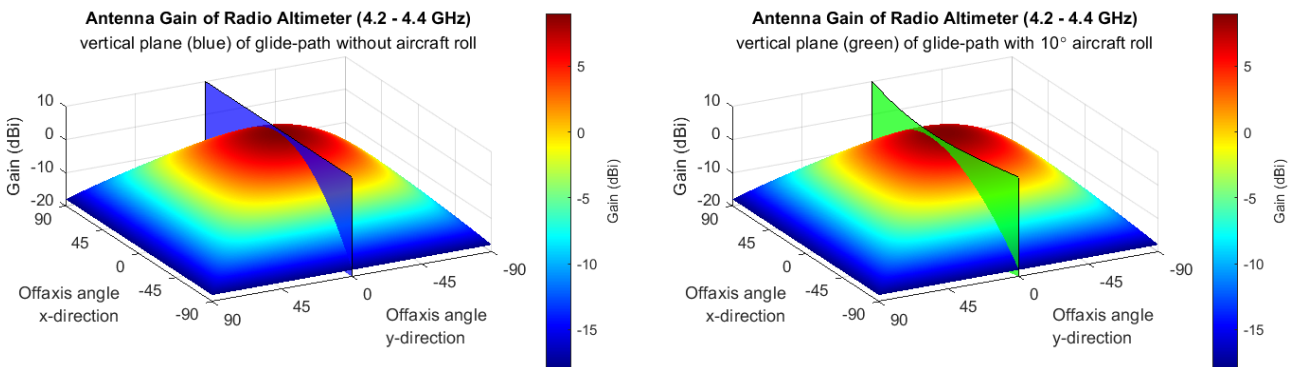 Antenna Gain of Radio Altimeter (4.2 - 4.4 GHz)
vertical plane (blue) of glide-path without aircraft roll
10
0
-10
-20
Gain (dBi)
90
45
0
-45
-90
Offaxis angle
x-direction
90
45
0
-45
-90
Offaxis angle
y-direction
5
0
-5
-10
-15
Gain (dBi)
Antenna Gain of Radio Altimeter (4.2 - 4.4 GHz)
vertical plane (green) of glide-path with 10° aircraft roll
10
0
-10
-20
Gain (dBi)
90
45
0
-45
-90
Offaxis angle
x-direction
90
45
0
-45
-90
Offaxis angle
y-direction
5
0
-5
-10
-15
Gain (dBi)